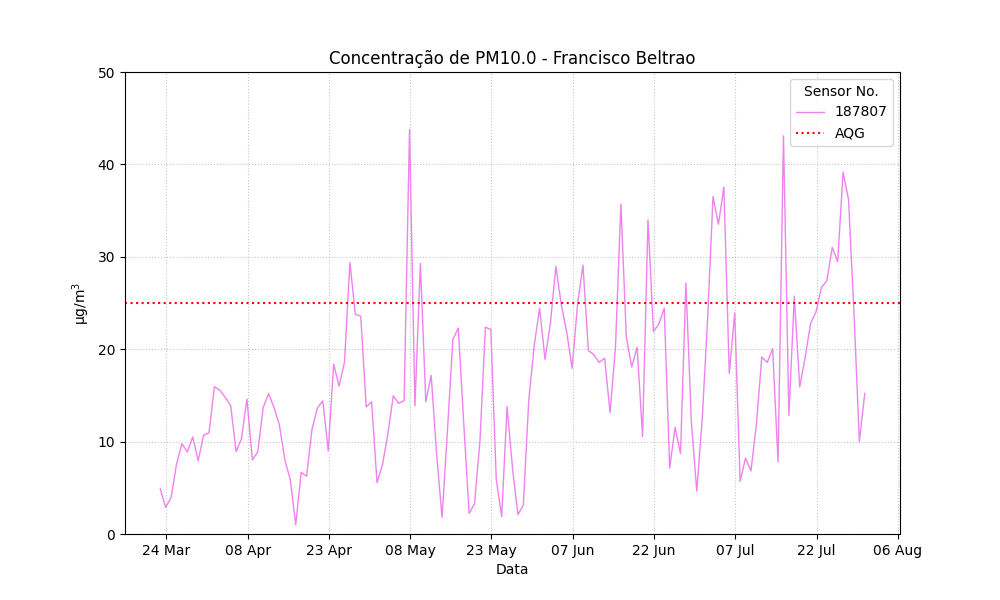 Concentração de PM10.0 - Francisco Beltrao
50
40
30
20
10
0
µg/m³
Sensor No.
187807
AQG
24 Mar
08 Apr
23 Apr
08 May
23 May
07 Jun
22 Jun
07 Jul
22 Jul
06 Aug
Data